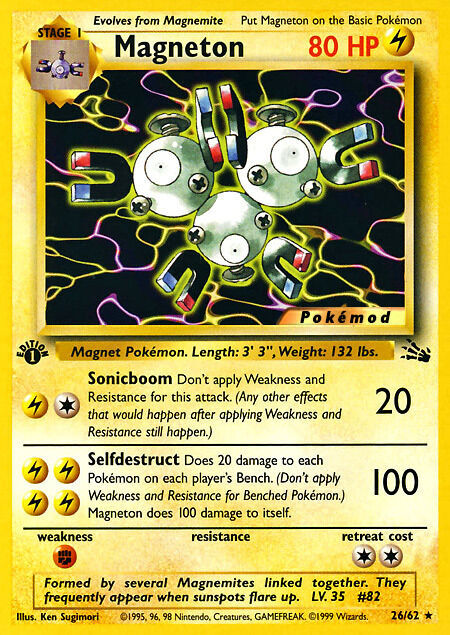 Evolves from Magnemite Put Magneton on the Basic Pokémon
STAGE 1
Magneton 80 HP
Pokémod
EDITION
1
Magnet Pokémon. Length: 3' 3", Weight: 132 lbs.
Sonicboom Don't apply Weakness and
Resistance for this attack. (Any other effects
that would happen after applying Weakness and
Resistance still happen.)
20
Selfdestruct Does 20 damage to each
Pokémon on each player's Bench. (Don't apply
Weakness and Resistance for Benched Pokémon.)
Magneton does 100 damage to itself.
100
weakness resistance retreat cost
Formed by several Magnemites linked together. They
frequently appear when sunspots flare up. LV. 35 #82
Illus. Ken Sugimori ©1995, 96, 98 Nintendo, Creatures, GAMEFREAK. ©1999 Wizards. 26/62 ★